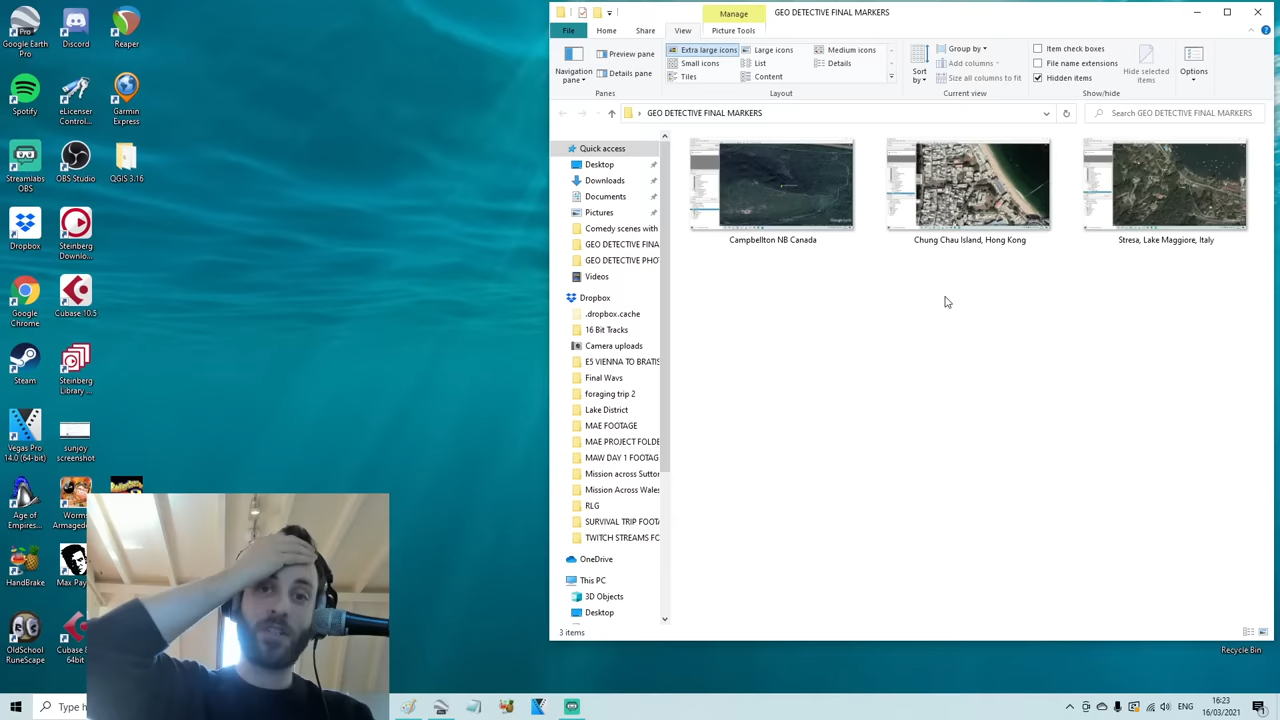 Google Earth
Discord
Reaper
Spotify
eLicenser Control...
Garmin Express
Streamlabs OBS
OBS Studio
QGIS 3.16
Dropbox
Steinberg Downlo...
Google Chrome
Cubase 10.5
Steam
Steinberg Library ...
Vegas Pro 14.0 (64-bit)
sunjoy screenshot
Age of Empires...
Worms Armaged
HandBrake
Max Pay
OldSchool RuneScape
Manage
GEO DETECTIVE FINAL MARKERS
File
Home
Share
View
Picture Tools
Navigation pane
Preview pane
Details pane
Panes
Extra large icons
Large icons
Medium icons
Small icons
List
Details
Tiles
Content
Layout
Sort by
Group by
Add columns
Size all columns to fit
Current view
Item check boxes
File name extensions
Hidden items
Hide selected items
Show/hide
Options
GEO DETECTIVE FINAL MARKERS
Search GEO DETECTIVE FINAL MARKERS
Quick access
Desktop
Downloads
Documents
Pictures
Comedy scenes with
GEO DETECTIVE FINA
GEO DETECTIVE PHO
Videos
Dropbox
.dropbox.cache
16 Bit Tracks
Camera uploads
E5 VIENNA TO BRATIS
Final Wavs
foraging trip 2
Lake District
MAE FOOTAGE
MAE PROJECT FOLDE
MAW DAY 1 FOOTAG
Mission across Sutton
Mission Across Wales
RLG
SURVIVAL TRIP FOOTA
TWITCH STREAMS FO
OneDrive
This PC
3D Objects
Desktop
Campbellton NB Canada
Chung Chau Island, Hong Kong
Stresa, Lake Maggiore, Italy
3 items
Recycle Bin
Type h
ENG
16:23
16/03/2021